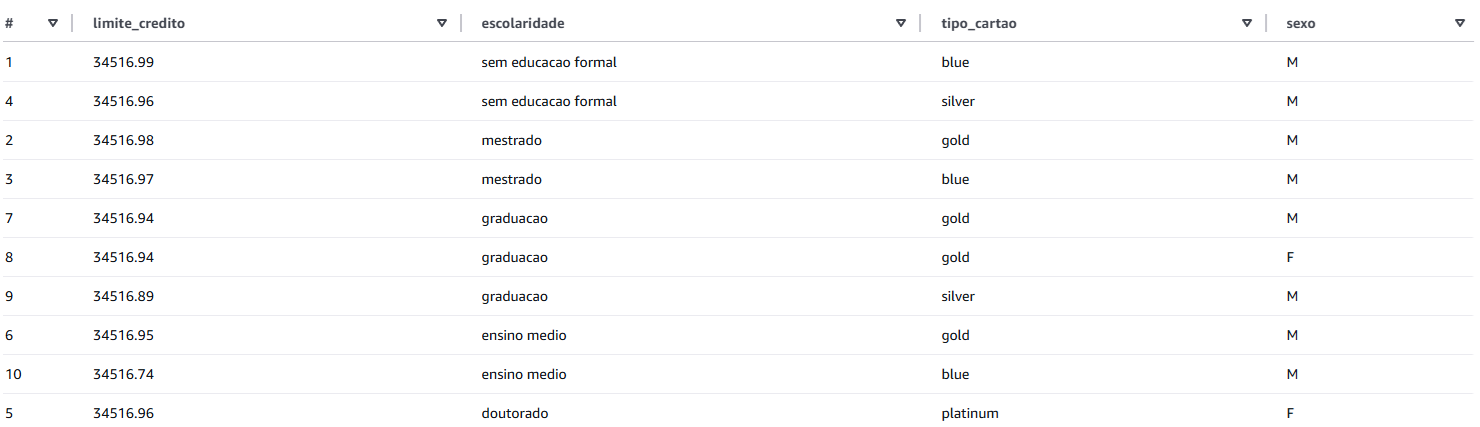 # limite_credito escolaridade tipo_cartao sexo
1 34516.99 sem educacao formal blue M
4 34516.96 sem educacao formal silver M
2 34516.98 mestrado gold M
3 34516.97 mestrado blue M
7 34516.94 graduacao gold M
8 34516.94 graduacao gold F
9 34516.89 graduacao silver M
6 34516.95 ensino medio gold M
10 34516.74 ensino medio blue M
5 34516.96 doutorado platinum F